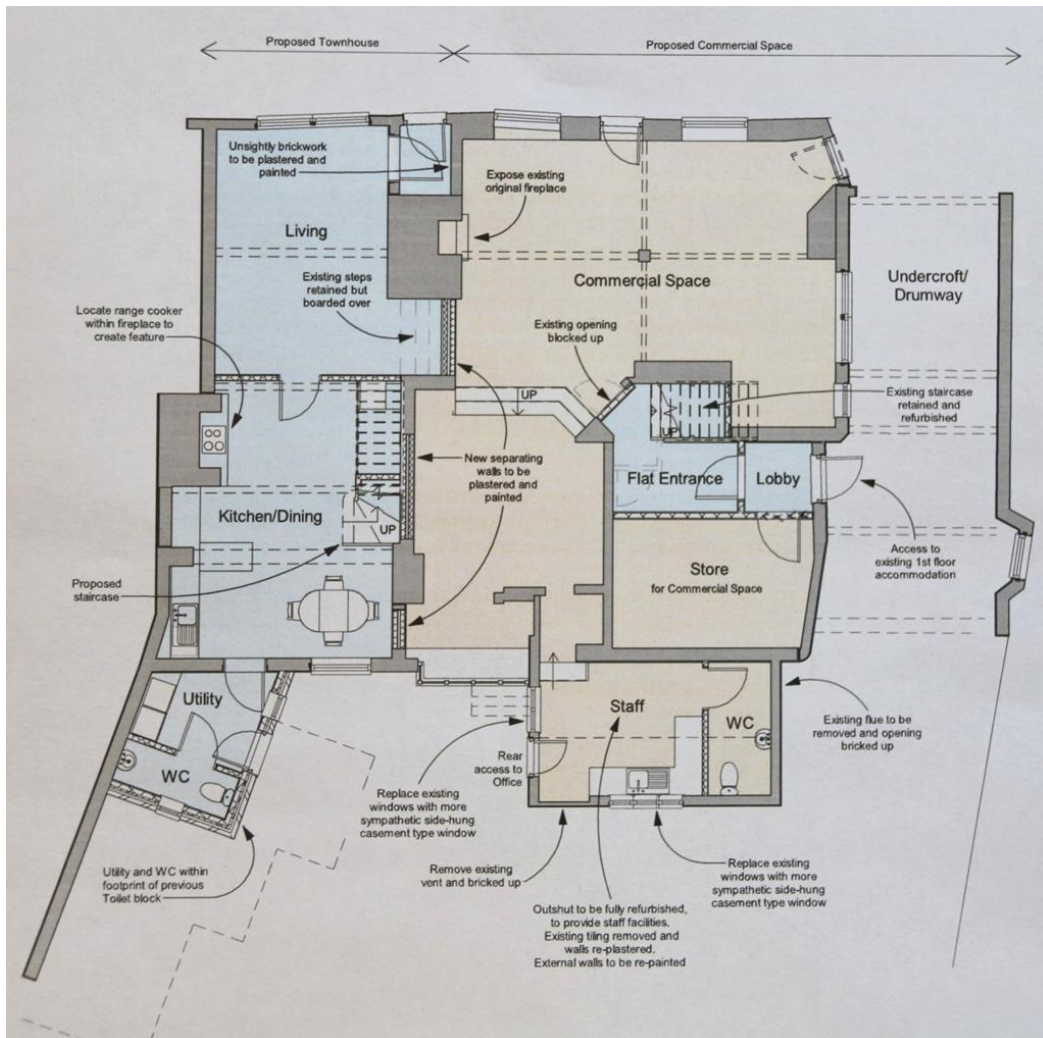 Proposed Townhouse
Proposed Commercial Space
Unsightly brickwork
to be plastered and
painted
Expose existing
original fireplace
Living
Existing steps
retained but
boarded over
Commercial Space
Undercroft/
Drumway
Locate range cooker
within fireplace to
create feature
Existing opening
blocked up
UP
Existing staircase
retained and
refurbished
UP
New separating
walls to be
plastered and
painted
Flat Entrance
Lobby
Kitchen/Dining
UP
Proposed
staircase
Store
for Commercial Space
Access to
existing 1st floor
accommodation
Utility
WC
Staff
WC
Existing flue to be
removed and opening
bricked up
Rear
access to
Office
Replace existing
windows with more
sympathetic side-hung
casement type window
Utility and WC within
footprint of previous
Toilet block
Remove existing
vent and bricked up
Replace existing
windows with more
sympathetic side-hung
casement type window
Outshut to be fully refurbished,
to provide staff facilities.
Existing tiling removed and
walls re-plastered.
External walls to be re-painted